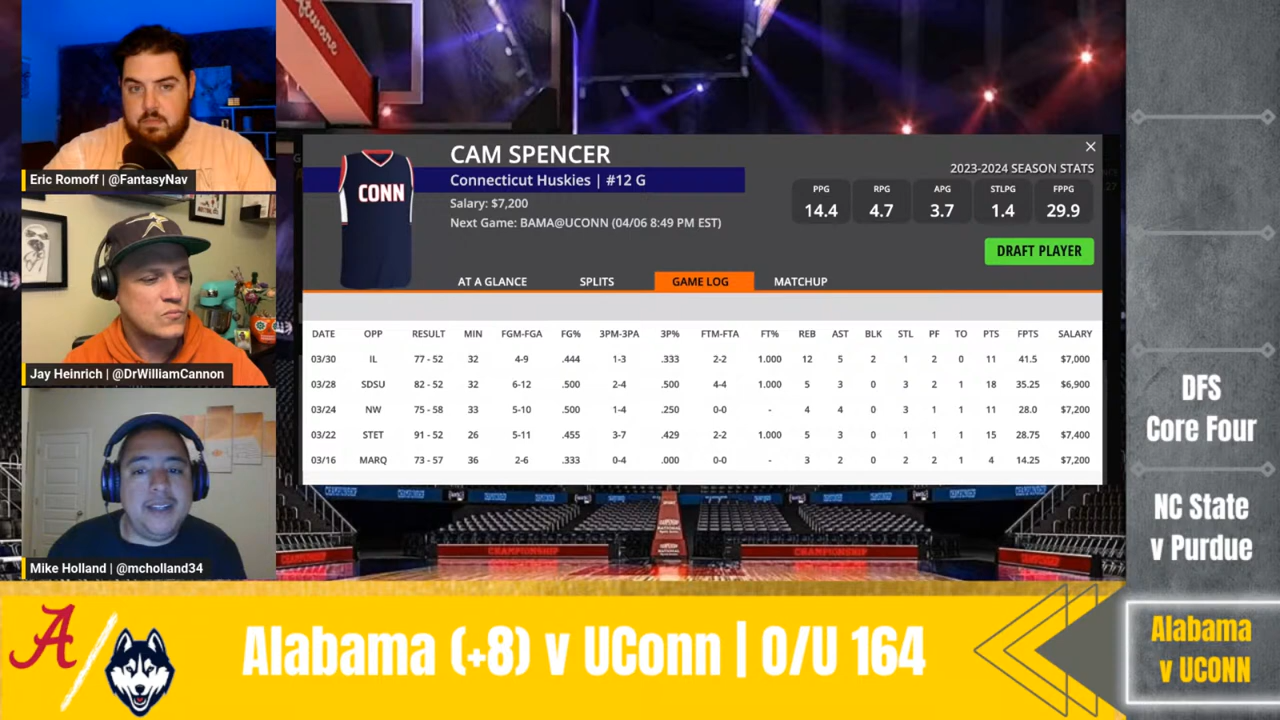 Eric Romoff | @FantasyNav
Jay Heinrich | @DrWilliamCannon
Mike Holland | @mcholland34
CAM SPENCER
Connecticut Huskies | #12 G
Salary: $7,200
Next Game: BAMA@UCONN (04/06 8:49 PM EST)
CONN
2023-2024 SEASON STATS
PPG RPG APG STLPG FPPG
14.4 4.7 3.7 1.4 29.9
DRAFT PLAYER
AT A GLANCE SPLITS GAME LOG MATCHUP
DATE OPP RESULT MIN FGM-FGA FG% 3PM-3PA 3P% FTM-FTA FT% REB AST BLK STL PF TO PTS FPTS SALARY
03/30 IL 77 - 52 32 4-9 .444 1-3 .333 2-2 1.000 12 5 2 1 2 0 11 41.5 $7,000
03/28 SDSU 82 - 52 32 6-12 .500 2-4 .500 4-4 1.000 5 3 0 3 2 1 18 35.25 $6,900
03/24 NW 75 - 58 33 5-10 .500 1-4 .250 0-0 - 4 4 0 3 1 1 11 28.0 $7,200
03/22 STET 91 - 52 26 5-11 .455 3-7 .429 2-2 1.000 5 3 0 1 1 1 15 28.75 $7,400
03/16 MARQ 73 - 57 36 2-6 .333 0-4 .000 0-0 - 3 2 0 2 2 1 4 14.25 $7,200
CHAMPIONSHIP CHAMPIONSHIP
DFS
Core Four
NC State
v Purdue
Alabama
v UCONN
A
Alabama (+8) v UConn | O/U 164